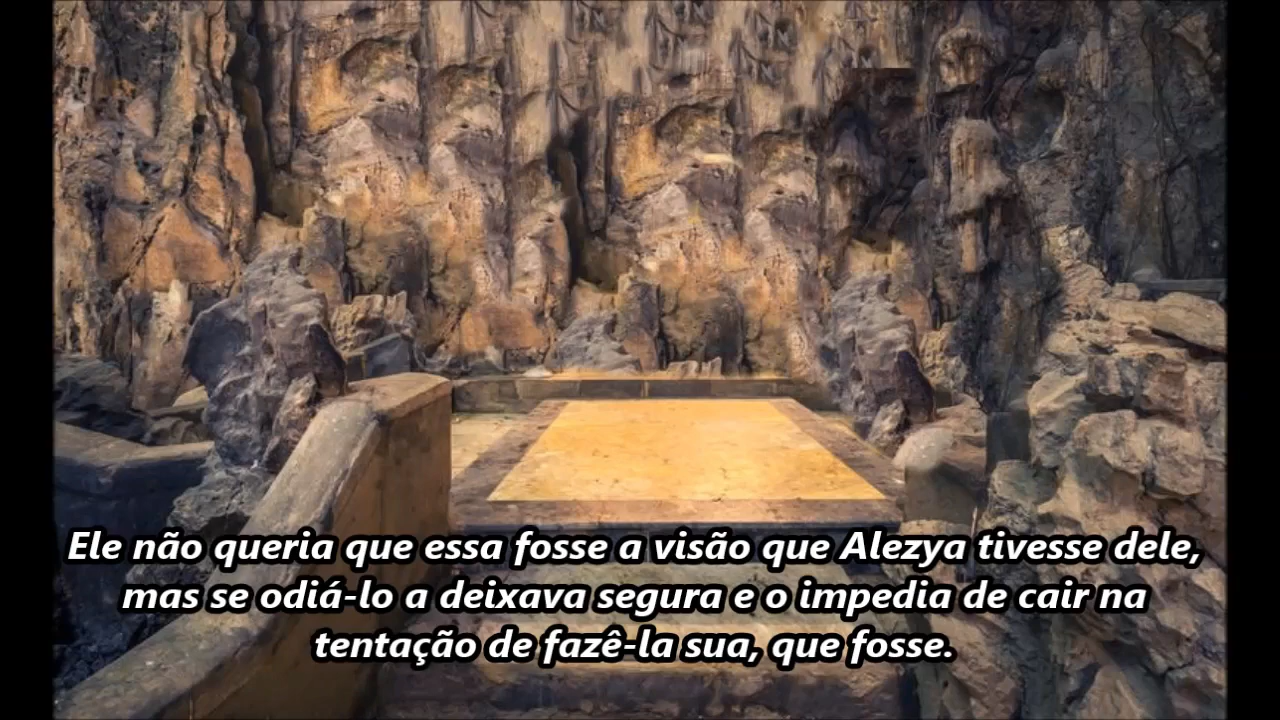 Ele não queria que essa fosse a visão que Alezya tivesse dele,
mas se odiá-lo a deixava segura e o impedia de cair na
tentação de fazê-la sua, que fosse.